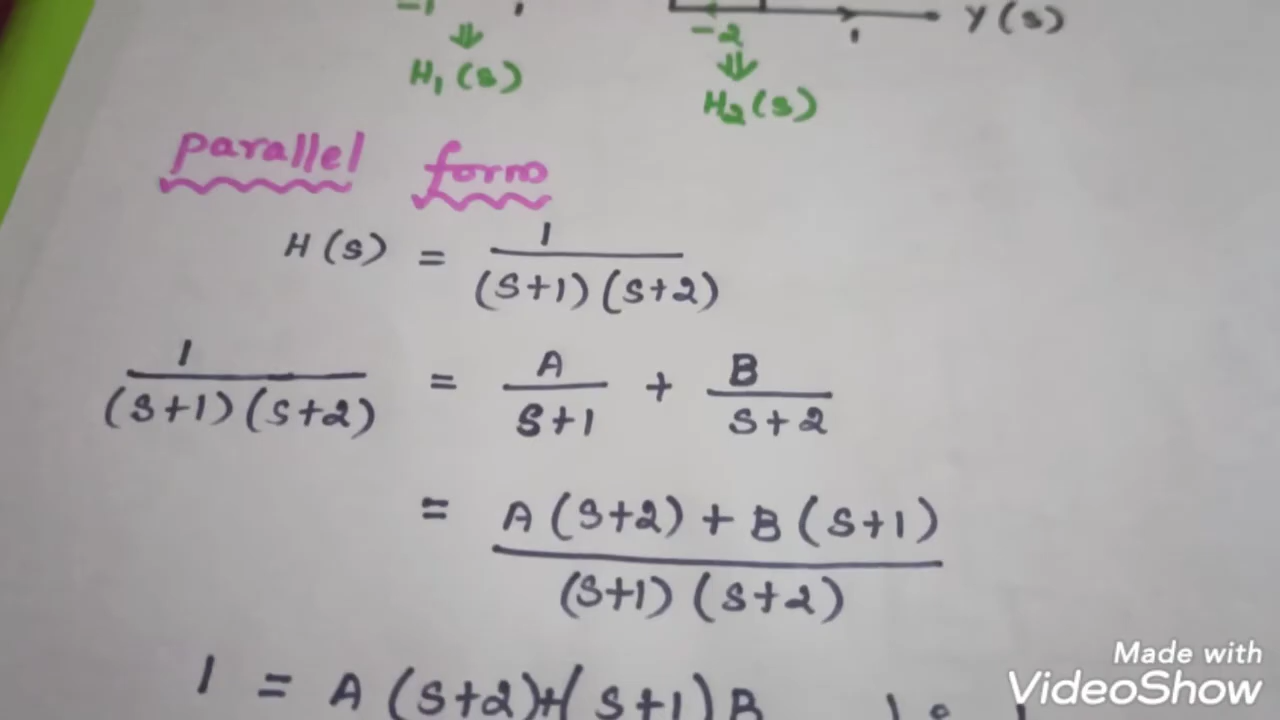 -1 -2 Y(s)
H₁(s) H₂(s)
parallel form
H(s) = 1 / (s+1)(s+2)
1 / (s+1)(s+2) = A / s+1 + B / s+2
= A(s+2) + B(s+1) / (s+1)(s+2)
1 = A(s+2)+(s+1)B
Made with
VideoShow